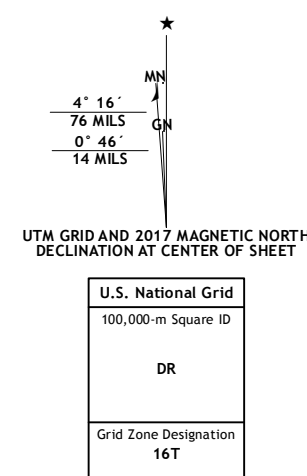 MN
4° 16´
76 MILS
GN
0° 46´
14 MILS
UTM GRID AND 2017 MAGNETIC NORTH
DECLINATION AT CENTER OF SHEET
U.S. National Grid
100,000-m Square ID
DR
Grid Zone Designation
16T